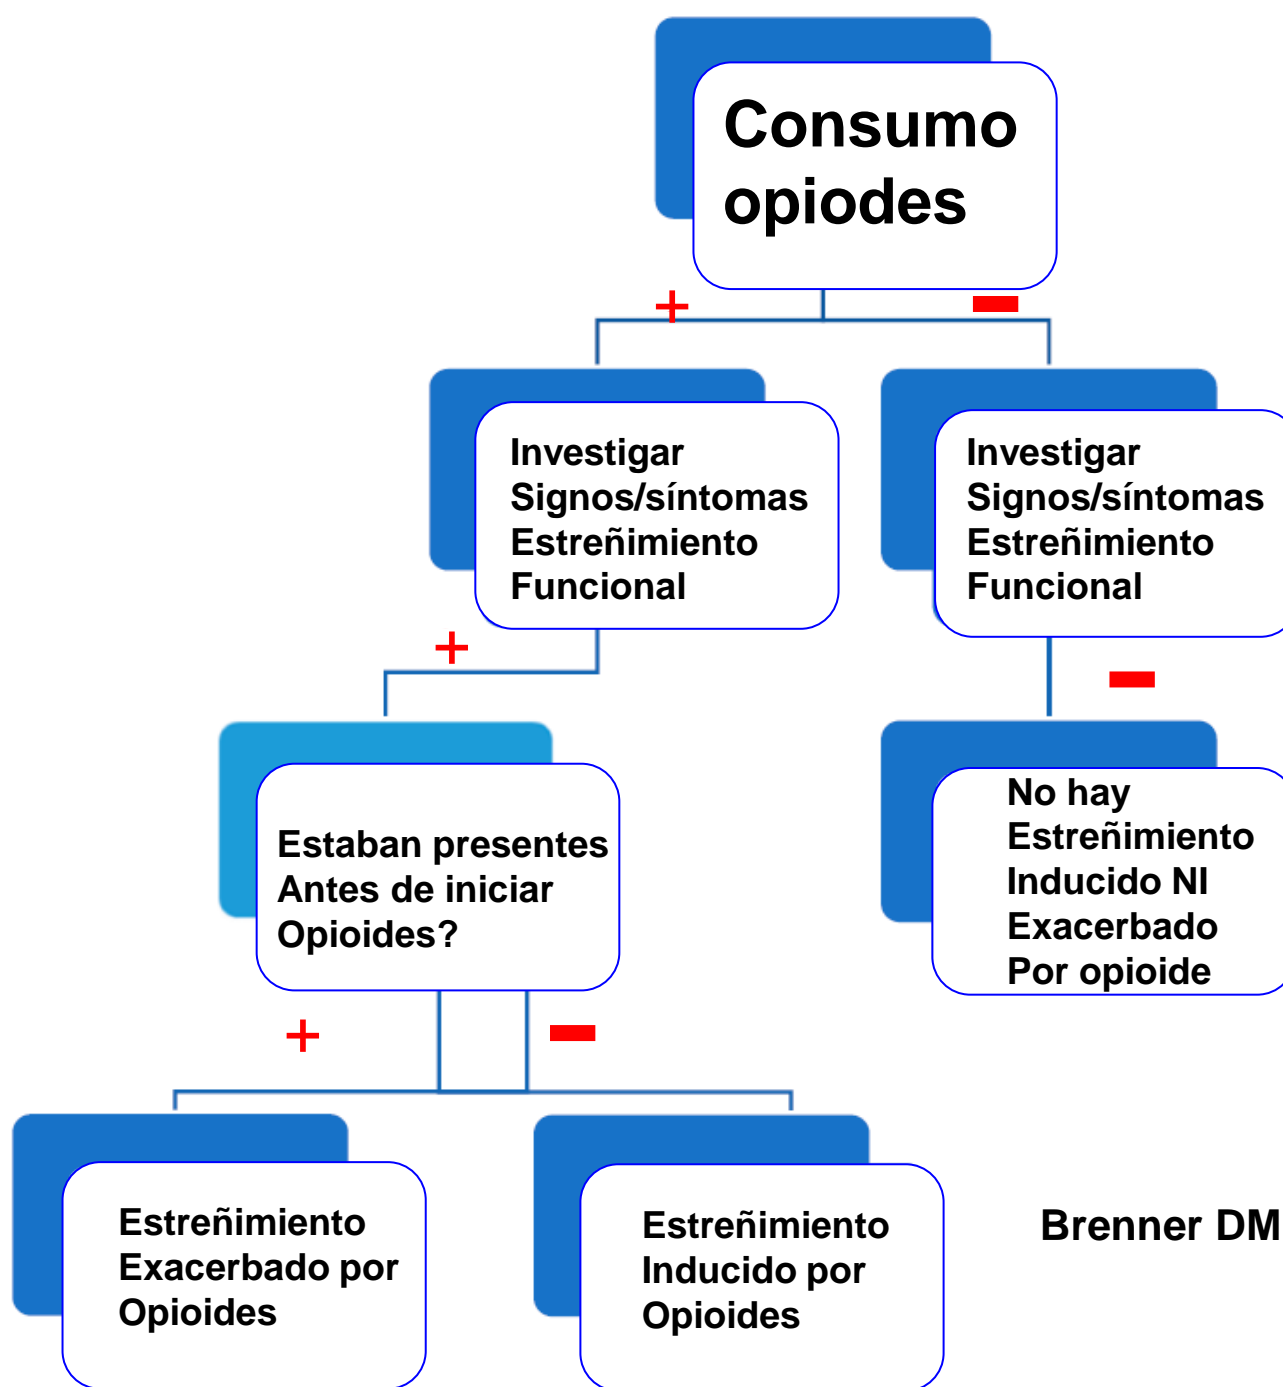 Consumo
opiodes
+
-
Investigar
Signos/síntomas
Estreñimiento
Funcional
Investigar
Signos/síntomas
Estreñimiento
Funcional
+
-
Estaban presentes
Antes de iniciar
Opioides?
No hay
Estreñimiento
Inducido NI
Exacerbado
Por opioide
+
-
Estreñimiento
Exacerbado por
Opioides
Estreñimiento
Inducido por
Opioides
Brenner DM